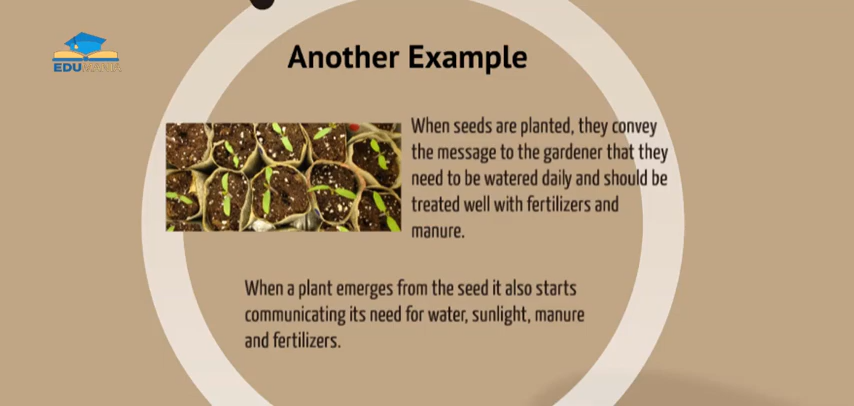 EDUMANIA
Another Example
When seeds are planted, they convey
the message to the gardener that they
need to be watered daily and should be
treated well with fertilizers and
manure.
When a plant emerges from the seed it also starts
communicating its need for water, sunlight, manure
and fertilizers.